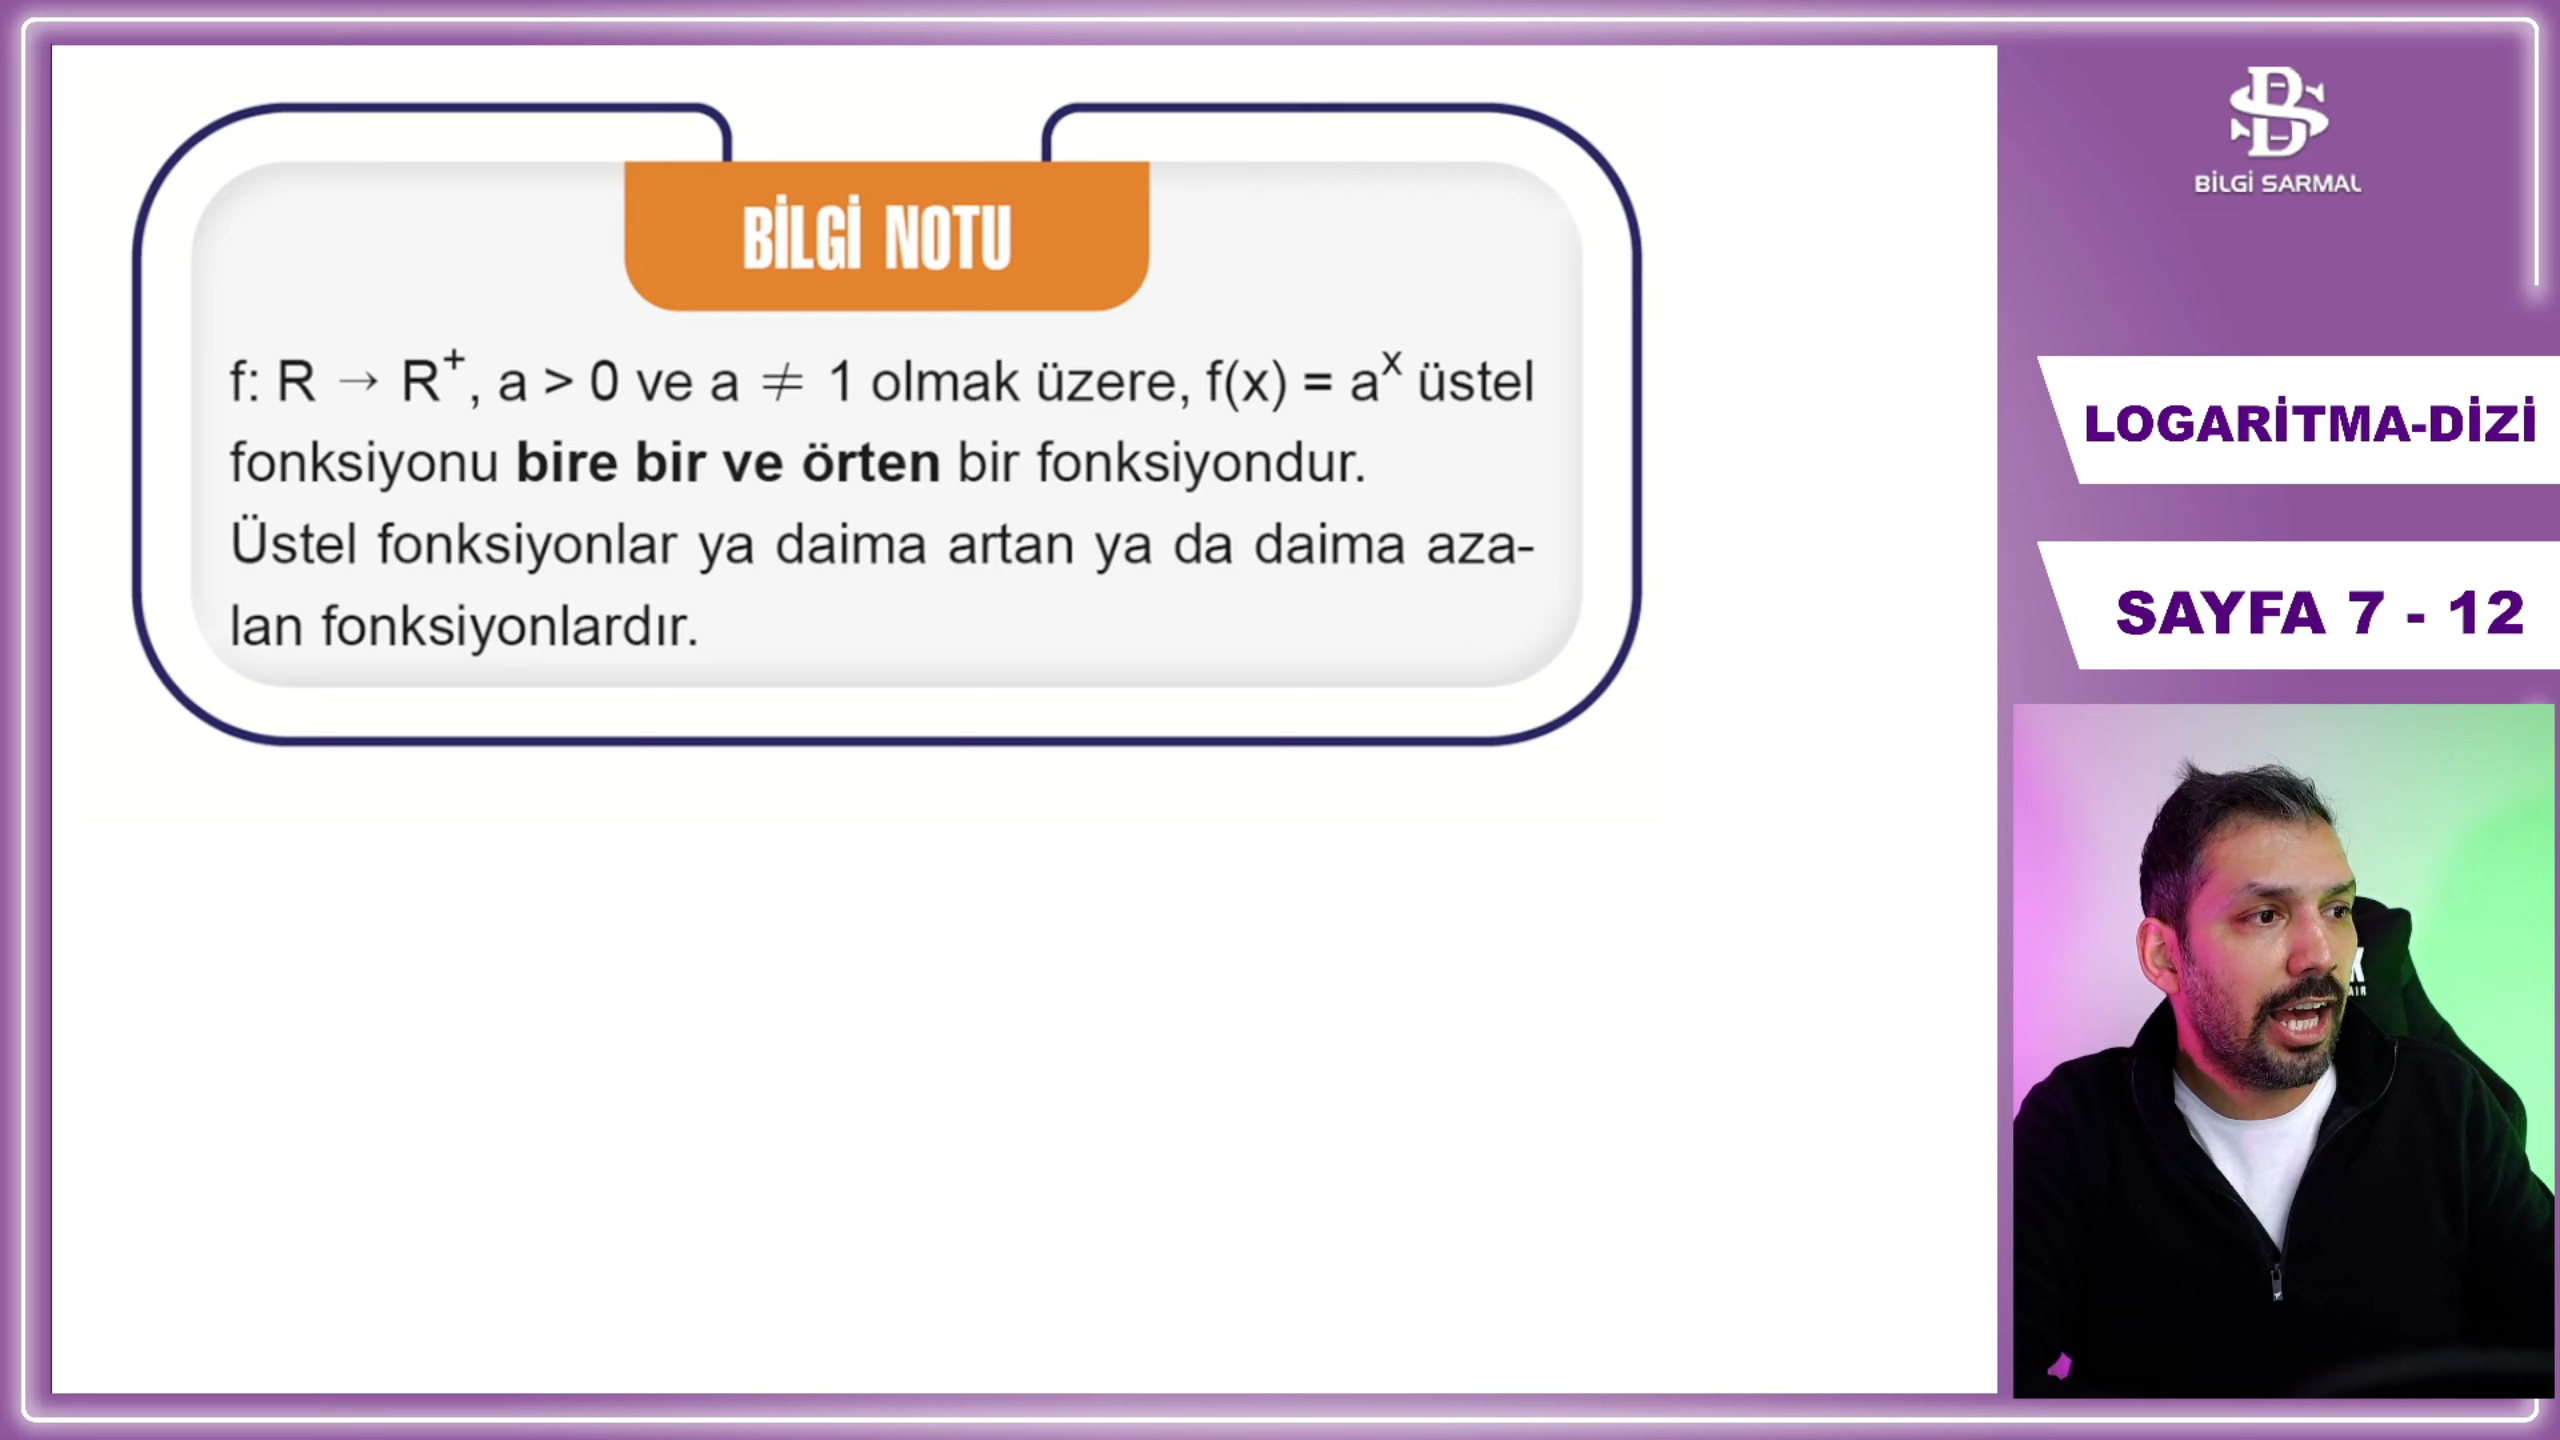 BİLGİ NOTU
f: R → R⁺, a > 0 ve a ≠ 1 olmak üzere, f(x) = aˣ üstel
fonksiyonu bire bir ve örten bir fonksiyondur.
Üstel fonksiyonlar ya daima artan ya da daima aza-
lan fonksiyonlardır.
BİLGİ SARMAL
LOGARİTMA-DİZİ
SAYFA 7 - 12